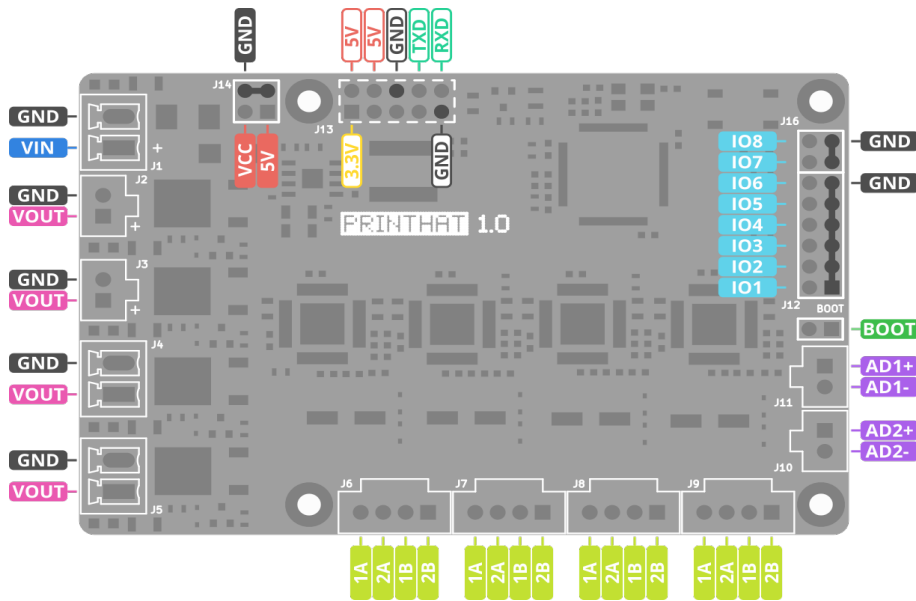 GND
5V
5V
GND
TXD
RXD
J14
J13
VCC
5V
3.3V
GND
GND
VIN
+
J1
GND
VOUT
J2
+
GND
VOUT
J3
+
GND
VOUT
J4
GND
VOUT
J5
PRINTHAT 1.0
J16
IO8
IO7
IO6
IO5
IO4
IO3
IO2
IO1
GND
GND
J12
BOOT
BOOT
AD1+
AD1-
J11
AD2+
AD2-
J10
J6
J7
J8
J9
1A
2A
1B
2B
1A
2A
1B
2B
1A
2A
1B
2B
1A
2A
1B
2B